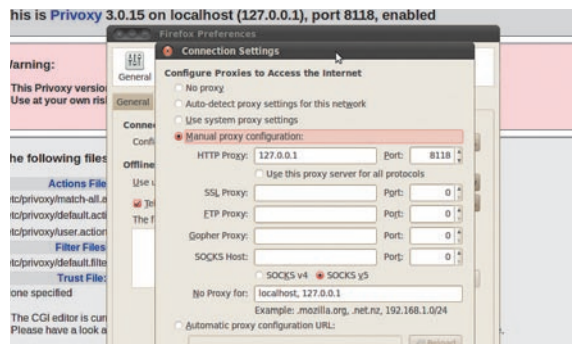 his is Privoxy 3.0.15 on localhost (127.0.0.1), port 8118, enabled
Firefox Preferences
Connection Settings
Warning:
This Privoxy versio
Use at your own ris
General
General
Configure Proxies to Access the Internet
No proxy
Auto-detect proxy settings for this network
Use system proxy settings
Manual proxy configuration:
HTTP Proxy: 127.0.0.1 Port: 8118
Use this proxy server for all protocols
SSL Proxy: Port: 0
FTP Proxy: Port: 0
Gopher Proxy: Port: 0
SOCKS Host: Port: 0
SOCKS v4 SOCKS v5
No Proxy for: localhost, 127.0.0.1
Example: .mozilla.org, .net.nz, 192.168.1.0/24
Automatic proxy configuration URL:
Reload
Connec
Confi
Offline
Use u
Tel
The f
he following files
Actions File
tc/privoxy/match-all.a
tc/privoxy/default.acti
tc/privoxy/user.action
Filter Files
tc/privoxy/default.filte
Trust File:
one specified
The CGI editor is cur
Please have a look a